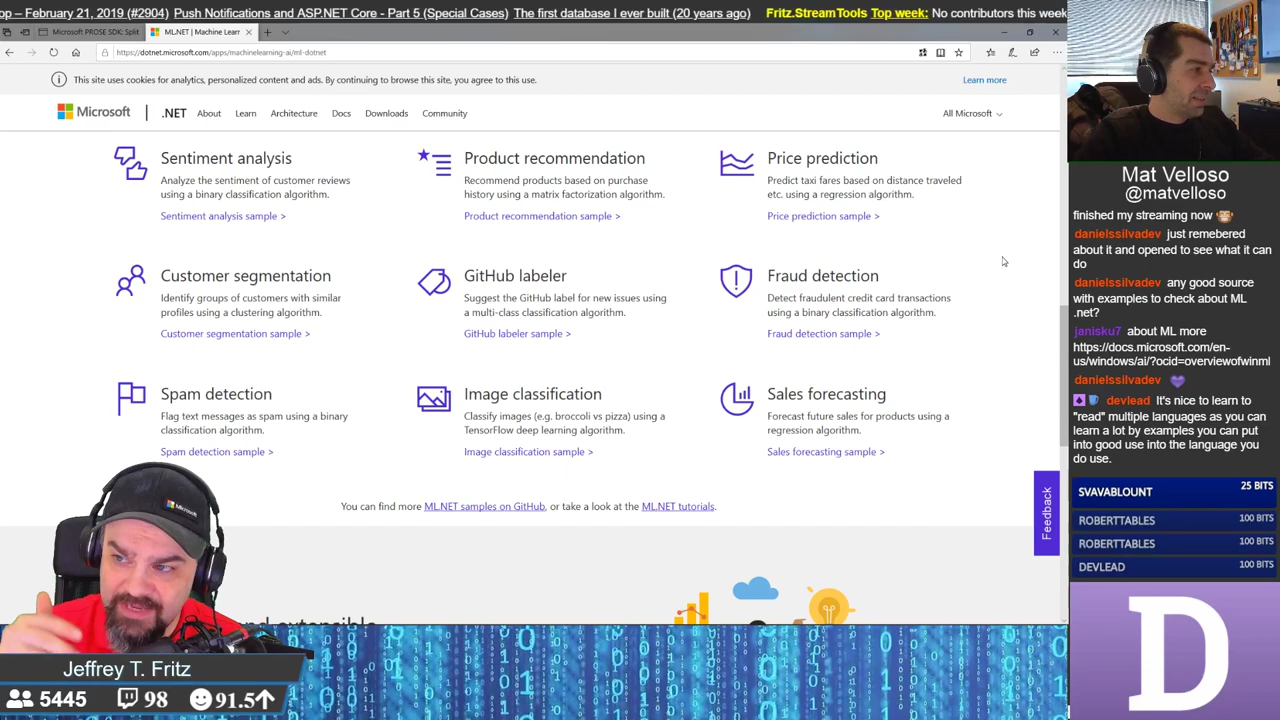 op – February 21, 2019 (#2904) Push Notifications and ASP.NET Core - Part 5 (Special Cases) The first database I ever built (20 years ago) Fritz.StreamTools Top week: No contributors this week
Microsoft PROSE SDK: Split
ML.NET | Machine Learn
https://dotnet.microsoft.com/apps/machinelearning-ai/ml-dotnet
This site uses cookies for analytics, personalized content and ads. By continuing to browse this site, you agree to this use.
Learn more
Microsoft
.NET
About
Learn
Architecture
Docs
Downloads
Community
All Microsoft
Sentiment analysis
Analyze the sentiment of customer reviews
using a binary classification algorithm.
Sentiment analysis sample >
Product recommendation
Recommend products based on purchase
history using a matrix factorization algorithm.
Product recommendation sample >
Price prediction
Predict taxi fares based on distance traveled
etc. using a regression algorithm.
Price prediction sample >
Customer segmentation
Identify groups of customers with similar
profiles using a clustering algorithm.
Customer segmentation sample >
GitHub labeler
Suggest the GitHub label for new issues using
a multi-class classification algorithm.
GitHub labeler sample >
Fraud detection
Detect fraudulent credit card transactions
using a binary classification algorithm.
Fraud detection sample >
Spam detection
Flag text messages as spam using a binary
classification algorithm.
Spam detection sample >
Image classification
Classify images (e.g. broccoli vs pizza) using a
TensorFlow deep learning algorithm.
Image classification sample >
Sales forecasting
Forecast future sales for products using a
regression algorithm.
Sales forecasting sample >
You can find more ML.NET samples on GitHub, or take a look at the ML.NET tutorials.
Feedback
Microsoft
Jeffrey T. Fritz
5445
98
91.5
Mat Velloso
@matvelloso
finished my streaming now
danielssilvadev just remebered
about it and opened to see what it can
do
danielssilvadev any good source
with examples to check about ML
.net?
janisku7 about ML more
https://docs.microsoft.com/en-
us/windows/ai/?ocid=overviewofwinml
danielssilvadev
devlead It's nice to learn to
"read" multiple languages as you can
learn a lot by examples you can put
into good use into the language you
do use.
SVAVABLOUNT 25 BITS
ROBERTTABLES 100 BITS
ROBERTTABLES 100 BITS
DEVLEAD 100 BITS
D